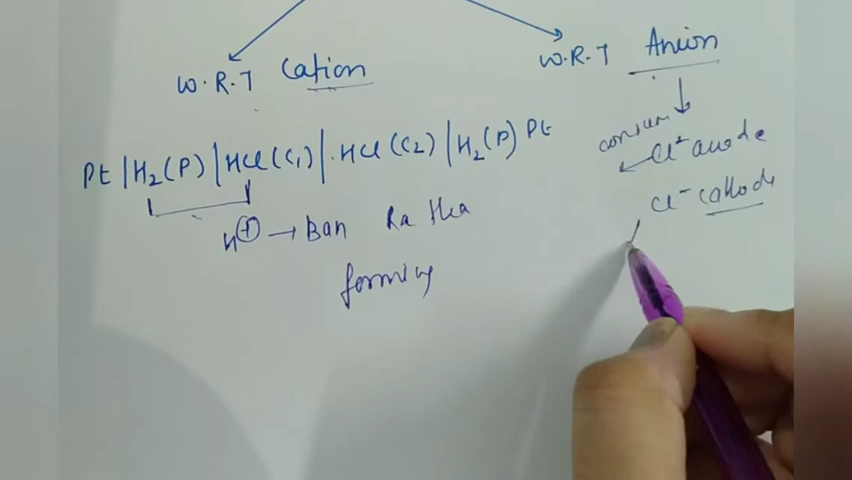 W.R.T Cation
W.R.T Anion
Pt | H₂(P) | HCl(C₁) | HCl(C₂) | H₂(P) Pt
H⊕ → Ban Ra tha
forming
consum
Cl⁻ anode
Cl⁻ cathode